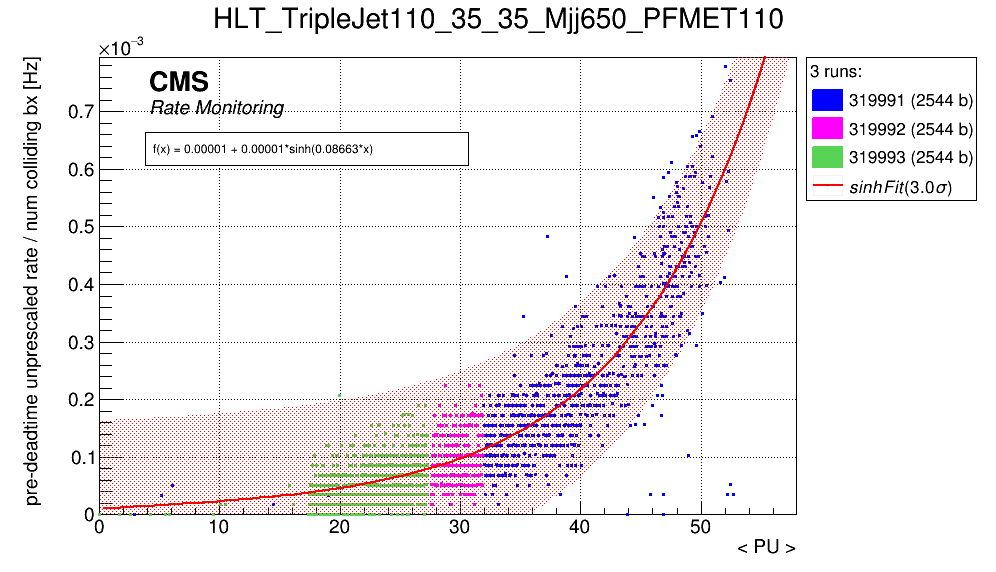 HLT_TripleJet110_35_35_Mjj650_PFMET110
×10⁻³
pre-deadtime unprescaled rate / num colliding bx [Hz]
CMS
Rate Monitoring
f(x) = 0.00001 + 0.00001*sinh(0.08663*x)
3 runs:
319991 (2544 b)
319992 (2544 b)
319993 (2544 b)
sinhFit(3.0σ)
0.7
0.6
0.5
0.4
0.3
0.2
0.1
0
0 10 20 30 40 50
< PU >